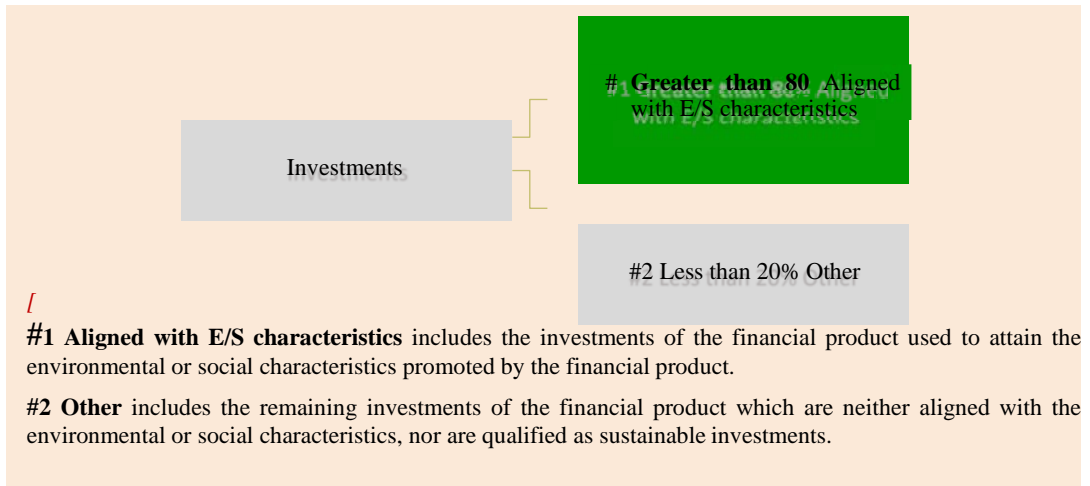 # Greater than 80 Aligned
with E/S characteristics
Investments
#2 Less than 20% Other
[
#1 Aligned with E/S characteristics includes the investments of the financial product used to attain the
environmental or social characteristics promoted by the financial product.
#2 Other includes the remaining investments of the financial product which are neither aligned with the
environmental or social characteristics, nor are qualified as sustainable investments.